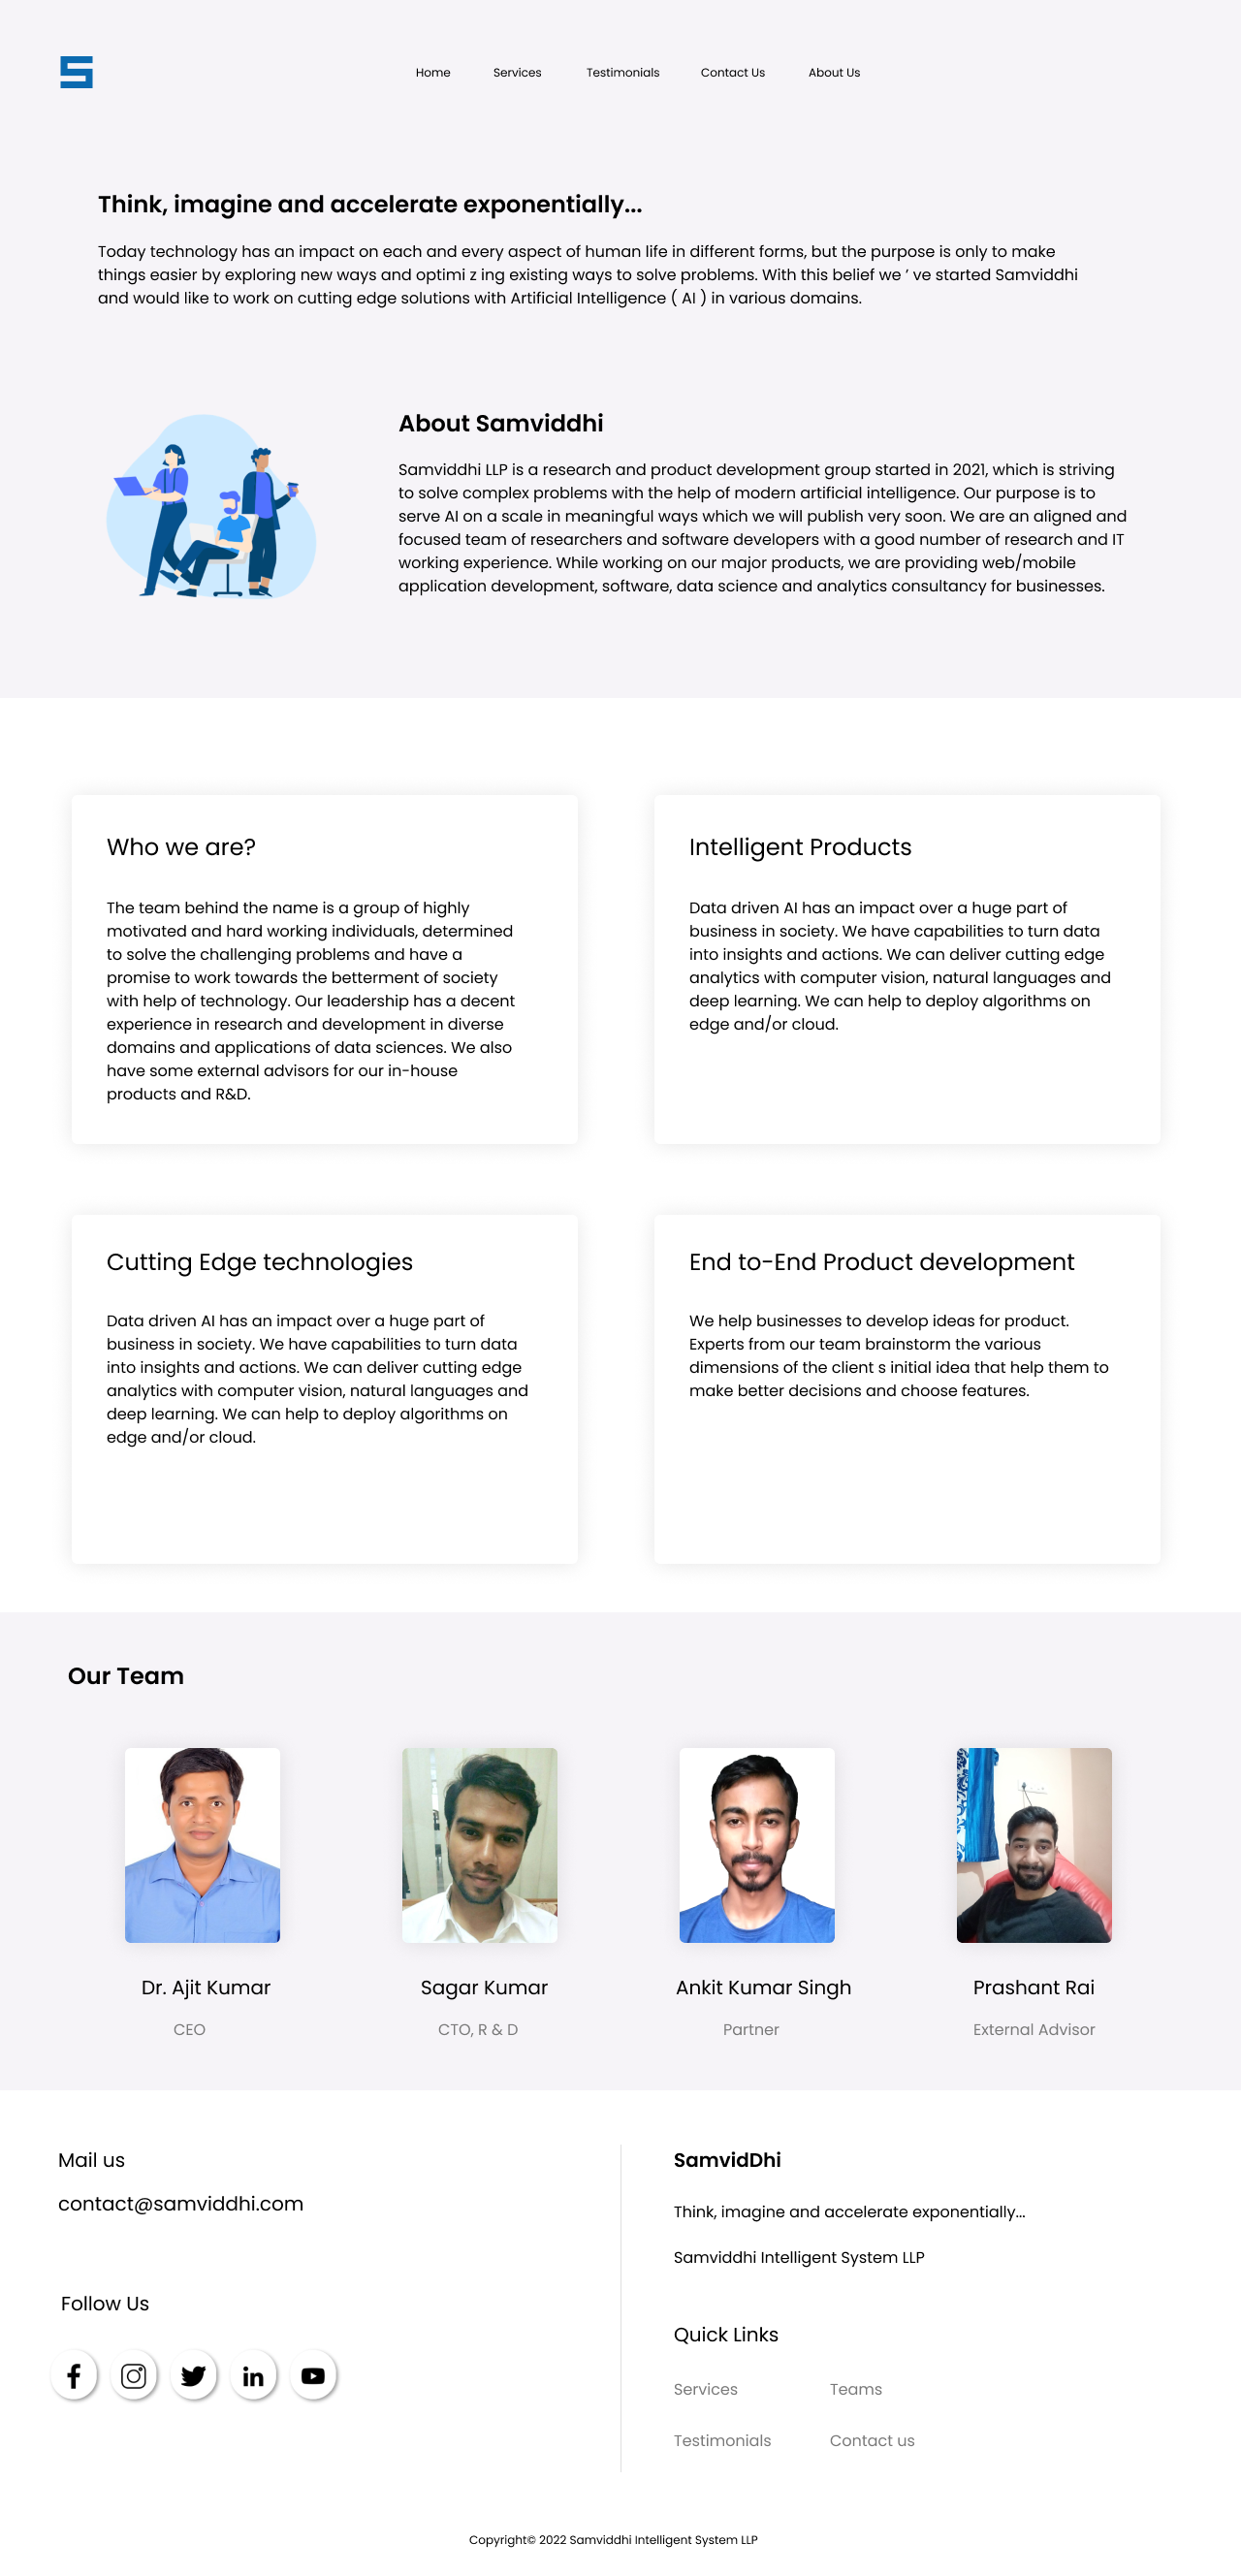 S
Home Services Testimonials Contact Us About Us
Think, imagine and accelerate exponentially...
Today technology has an impact on each and every aspect of human life in different forms, but the purpose is only to make
things easier by exploring new ways and optimi z ing existing ways to solve problems. With this belief we ’ ve started Samviddhi
and would like to work on cutting edge solutions with Artificial Intelligence ( AI ) in various domains.
About Samviddhi
Samviddhi LLP is a research and product development group started in 2021, which is striving
to solve complex problems with the help of modern artificial intelligence. Our purpose is to
serve AI on a scale in meaningful ways which we will publish very soon. We are an aligned and
focused team of researchers and software developers with a good number of research and IT
working experience. While working on our major products, we are providing web/mobile
application development, software, data science and analytics consultancy for businesses.
Who we are?
The team behind the name is a group of highly
motivated and hard working individuals, determined
to solve the challenging problems and have a
promise to work towards the betterment of society
with help of technology. Our leadership has a decent
experience in research and development in diverse
domains and applications of data sciences. We also
have some external advisors for our in-house
products and R&D.
Intelligent Products
Data driven AI has an impact over a huge part of
business in society. We have capabilities to turn data
into insights and actions. We can deliver cutting edge
analytics with computer vision, natural languages and
deep learning. We can help to deploy algorithms on
edge and/or cloud.
Cutting Edge technologies
Data driven AI has an impact over a huge part of
business in society. We have capabilities to turn data
into insights and actions. We can deliver cutting edge
analytics with computer vision, natural languages and
deep learning. We can help to deploy algorithms on
edge and/or cloud.
End to-End Product development
We help businesses to develop ideas for product.
Experts from our team brainstorm the various
dimensions of the client s initial idea that help them to
make better decisions and choose features.
Our Team
Dr. Ajit Kumar
CEO
Sagar Kumar
CTO, R & D
Ankit Kumar Singh
Partner
Prashant Rai
External Advisor
Mail us
contact@samviddhi.com
Follow Us
SamvidDhi
Think, imagine and accelerate exponentially...
Samviddhi Intelligent System LLP
Quick Links
Services Teams
Testimonials Contact us
Copyright© 2022 Samviddhi Intelligent System LLP